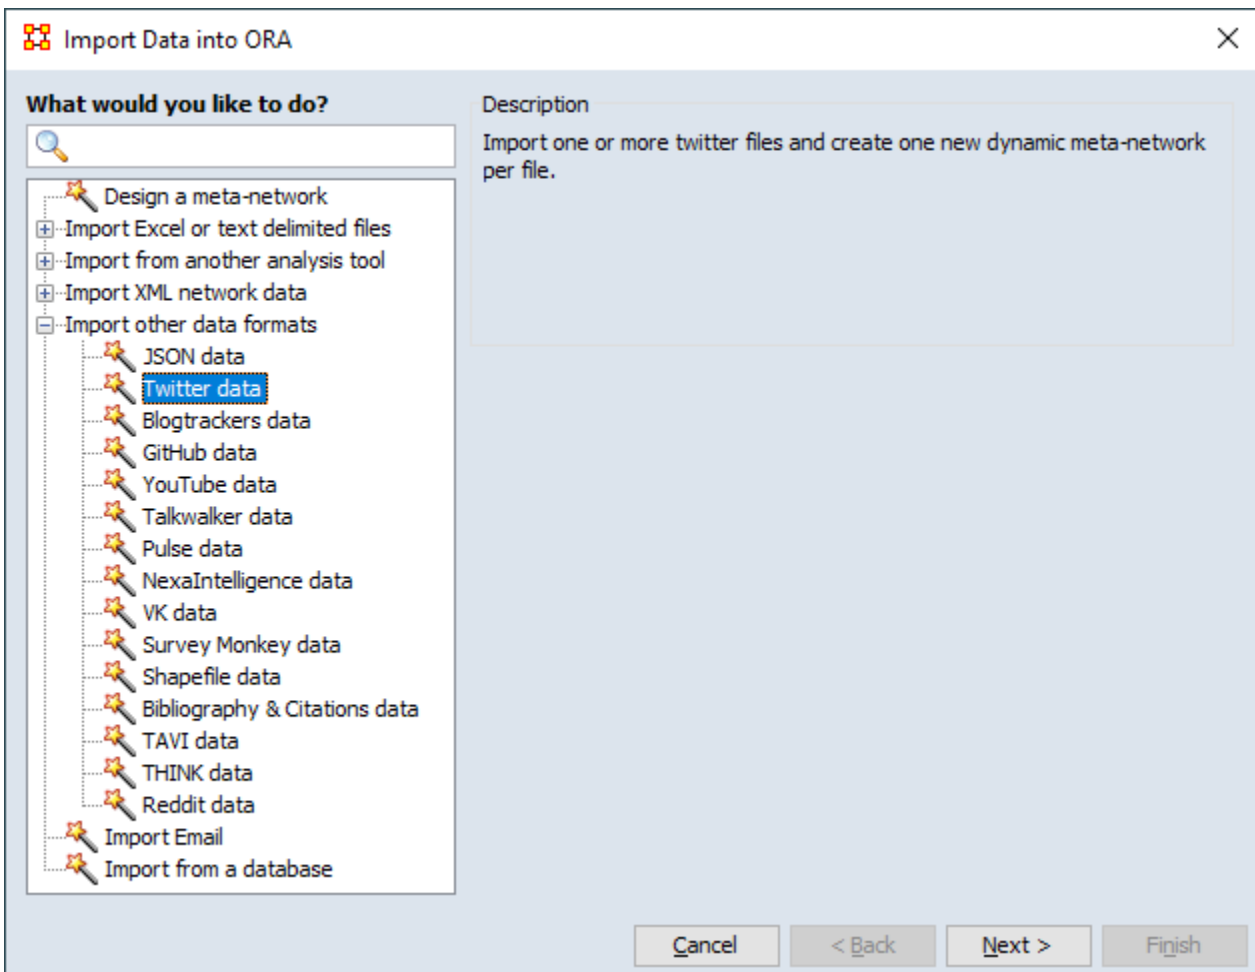 Import Data into ORA
What would you like to do?
Design a meta-network
Import Excel or text delimited files
Import from another analysis tool
Import XML network data
Import other data formats
JSON data
Twitter data
Blogtrackers data
GitHub data
YouTube data
Talkwalker data
Pulse data
NexaIntelligence data
VK data
Survey Monkey data
Shapefile data
Bibliography & Citations data
TAVI data
THINK data
Reddit data
Import Email
Import from a database
Description
Import one or more twitter files and create one new dynamic meta-network
per file.
Cancel
< Back
Next >
Finish